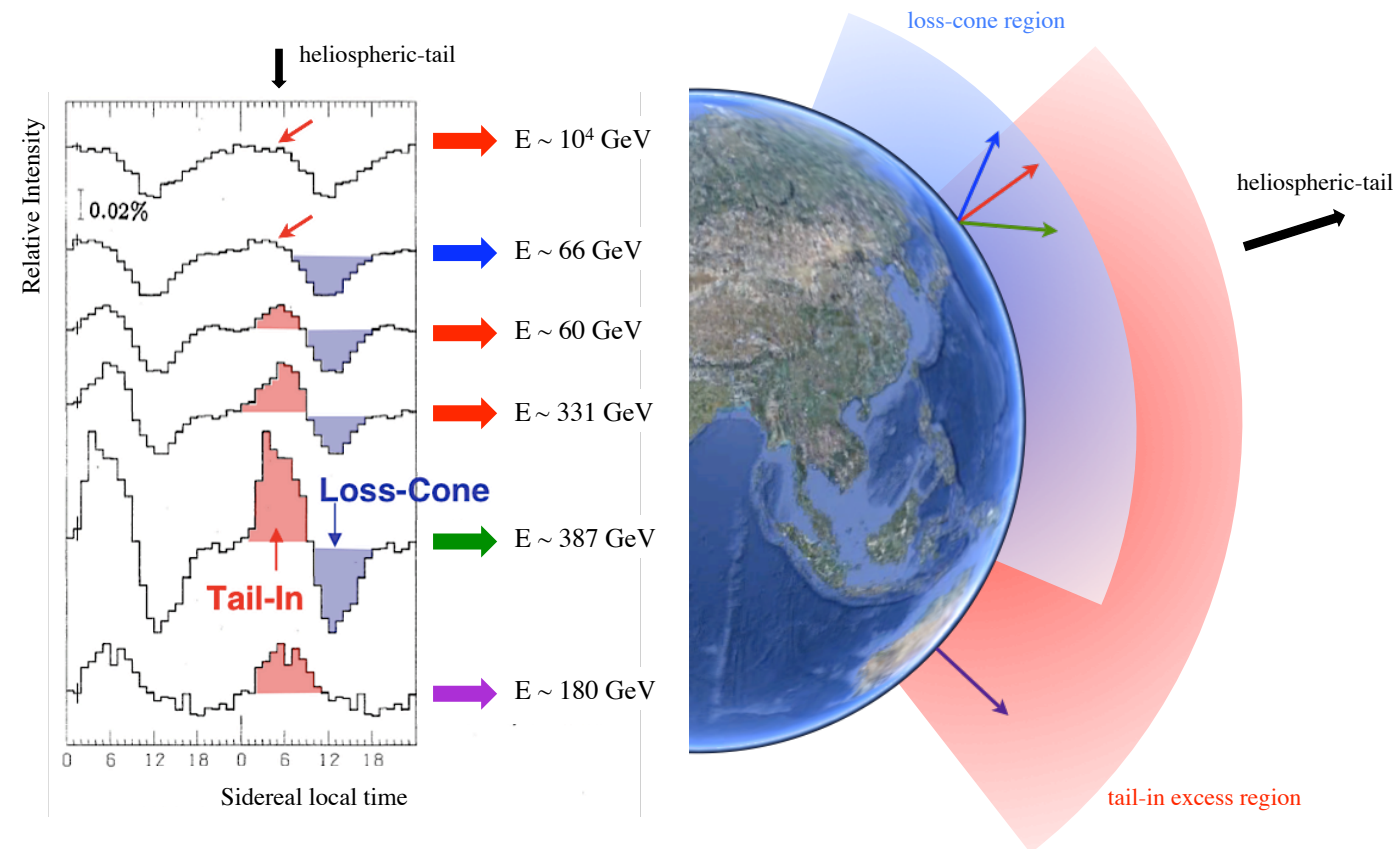 loss-cone region
heliospheric-tail
Relative Intensity
E ~ 10⁴ GeV
heliospheric-tail
0.02%
E ~ 66 GeV
E ~ 60 GeV
E ~ 331 GeV
Loss-Cone
E ~ 387 GeV
Tail-In
E ~ 180 GeV
0 6 12 18 0 6 12 18
Sidereal local time
tail-in excess region